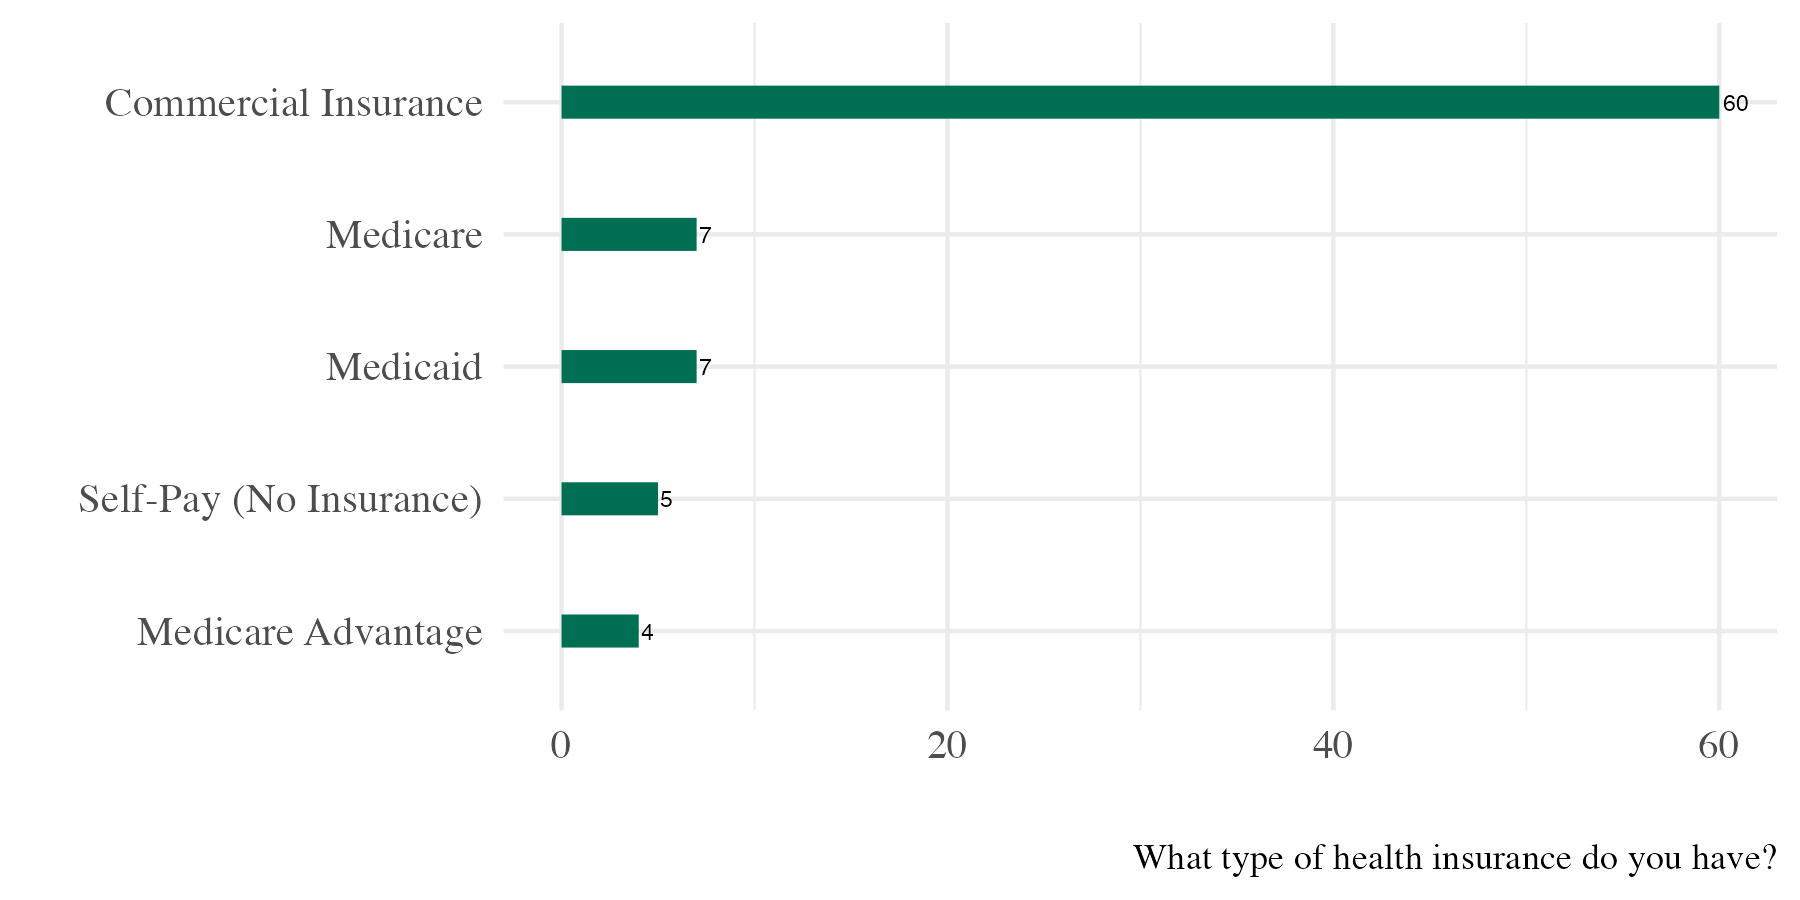 Commercial Insurance 60
Medicare 7
Medicaid 7
Self-Pay (No Insurance) 5
Medicare Advantage 4
0 20 40 60
What type of health insurance do you have?